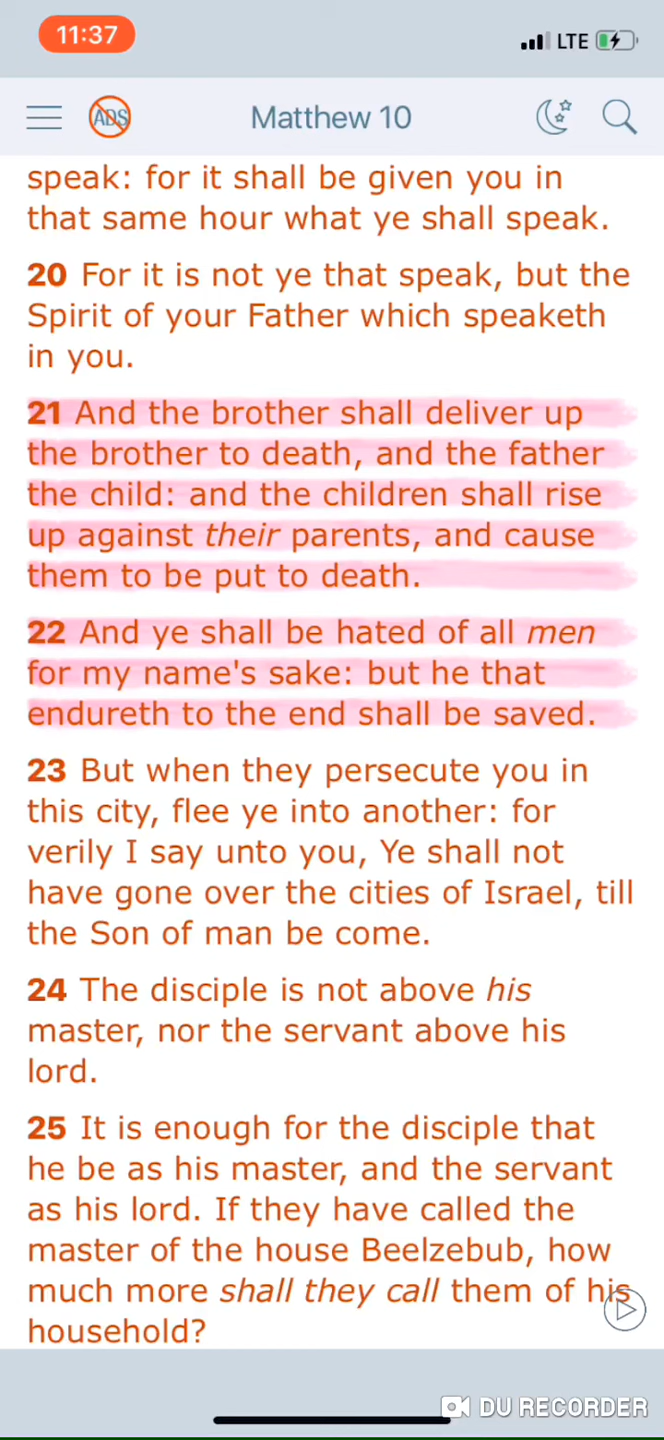 11:37
LTE
ADS
Matthew 10
speak: for it shall be given you in
that same hour what ye shall speak.
20 For it is not ye that speak, but the
Spirit of your Father which speaketh
in you.
21 And the brother shall deliver up
the brother to death, and the father
the child: and the children shall rise
up against their parents, and cause
them to be put to death.
22 And ye shall be hated of all men
for my name's sake: but he that
endureth to the end shall be saved.
23 But when they persecute you in
this city, flee ye into another: for
verily I say unto you, Ye shall not
have gone over the cities of Israel, till
the Son of man be come.
24 The disciple is not above his
master, nor the servant above his
lord.
25 It is enough for the disciple that
he be as his master, and the servant
as his lord. If they have called the
master of the house Beelzebub, how
much more shall they call them of his
household?
DU RECORDER